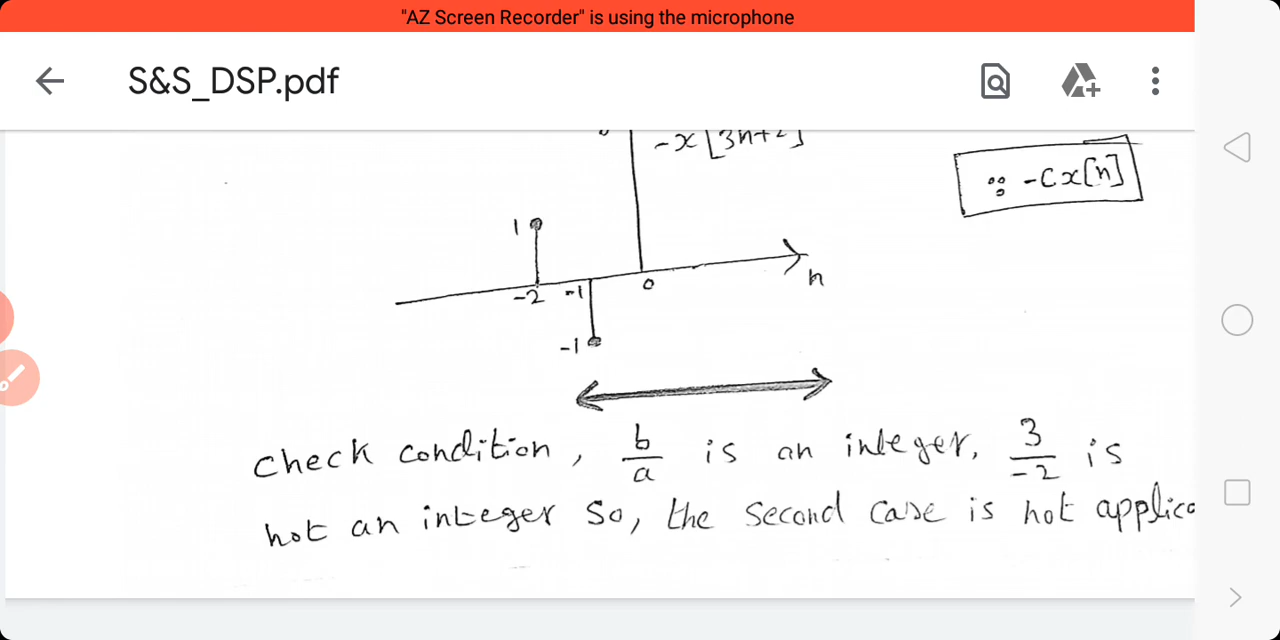 "AZ Screen Recorder" is using the microphone
S&S_DSP.pdf
-x[3n+2]
∵ -Cx[n]
1
-2 -1 0
n
-1
check condition, b/a is an integer, 3/-2 is
not an integer so, the second case is not applica